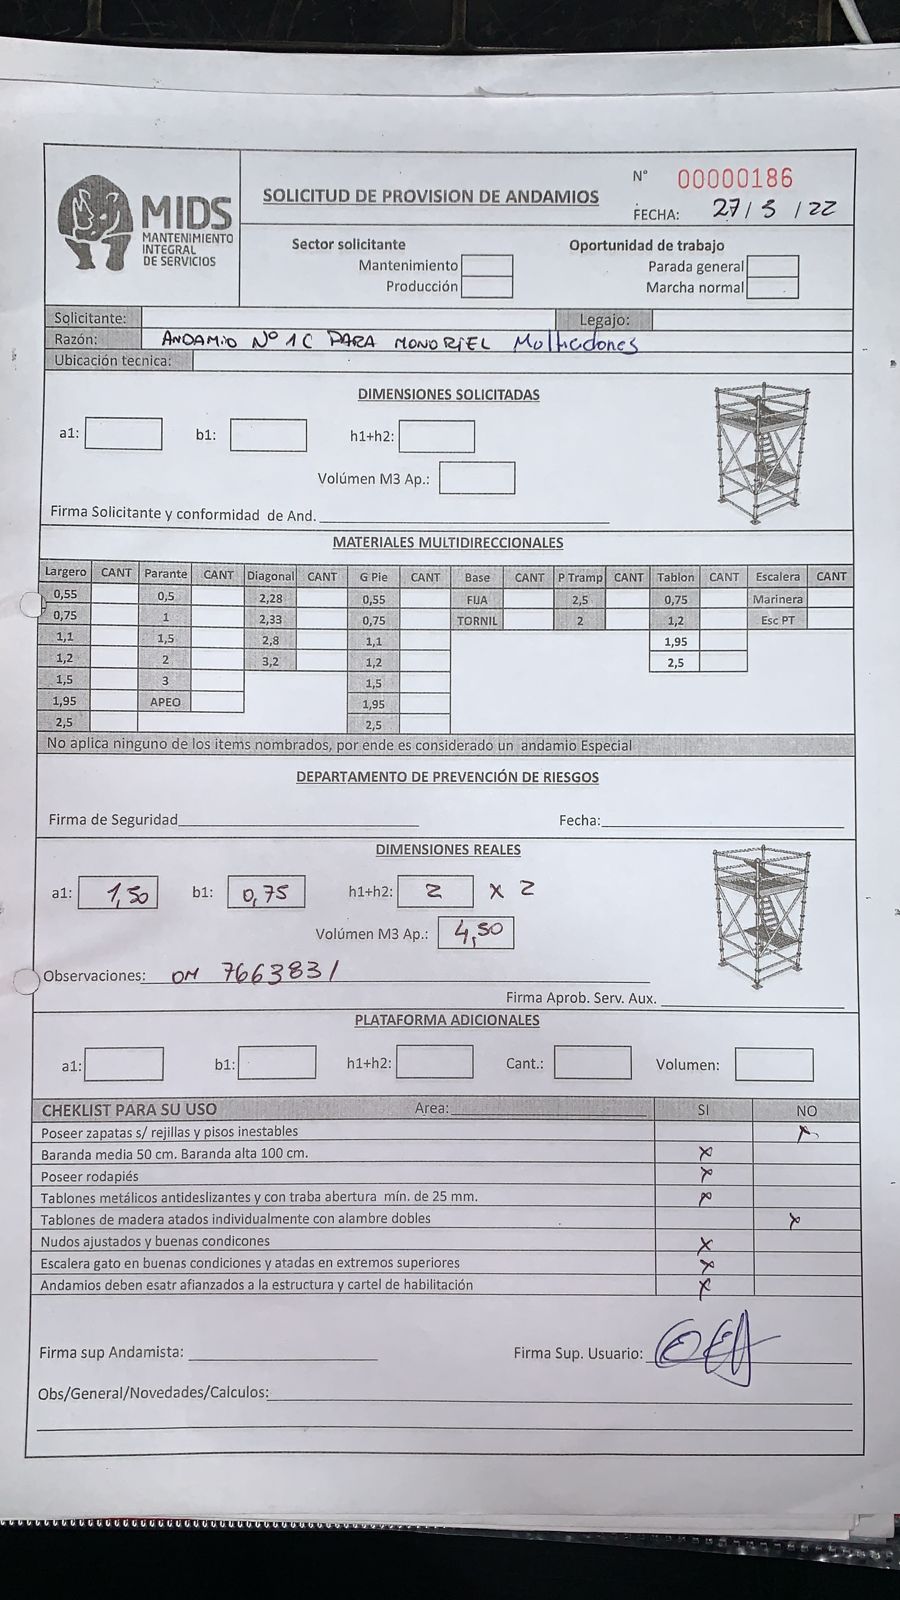 MIDS
MANTENIMIENTO
INTEGRAL
DE SERVICIOS
SOLICITUD DE PROVISION DE ANDAMIOS
N° 00000186
FECHA: 27/5/22
Sector solicitante
Mantenimiento
Producción
Oportunidad de trabajo
Parada general
Marcha normal
Solicitante: Legajo:
Razón: ANDAMIO Nº 1C PARA MONORIEL
Ubicación tecnica:
DIMENSIONES SOLICITADAS
a1: b1: h1+h2:
Volúmen M3 Ap.:
Firma Solicitante y conformidad de And.
MATERIALES MULTIDIRECCIONALES
Largero CANT Parante CANT Diagonal CANT G Pie CANT Base CANT P Tramp CANT Tablon CANT Escalera CANT
0,55 0,5 2,28 0,55 FIJA 2,5 0,75 Marinera
0,75 1 2,33 0,75 TORNIL 2 1,2 Esc PT
1,1 1,5 2,8 1,1 1,95
1,2 2 3,2 1,2 2,5
1,5 3 1,5
1,95 APEO 1,95
2,5 2,5
No aplica ninguno de los items nombrados, por ende es considerado un andamio Especial
DEPARTAMENTO DE PREVENCIÓN DE RIESGOS
Firma de Seguridad Fecha:
DIMENSIONES REALES
a1: 1,50 b1: 0,75 h1+h2: 2 x 2
Volúmen M3 Ap.: 4,50
Observaciones: OM 7663831
Firma Aprob. Serv. Aux.
PLATAFORMA ADICIONALES
a1: b1: h1+h2: Cant.: Volumen:
CHEKLIST PARA SU USO Area: SI NO
Poseer zapatas s/ rejillas y pisos inestables x
Baranda media 50 cm. Baranda alta 100 cm. x
Poseer rodapiés x
Tablones metálicos antideslizantes y con traba abertura mín. de 25 mm. x
Tablones de madera atados individualmente con alambre dobles x
Nudos ajustados y buenas condicones x
Escalera gato en buenas condiciones y atadas en extremos superiores x
Andamios deben esatr afianzados a la estructura y cartel de habilitación x
Firma sup Andamista: Firma Sup. Usuario:
Obs/General/Novedades/Calculos: